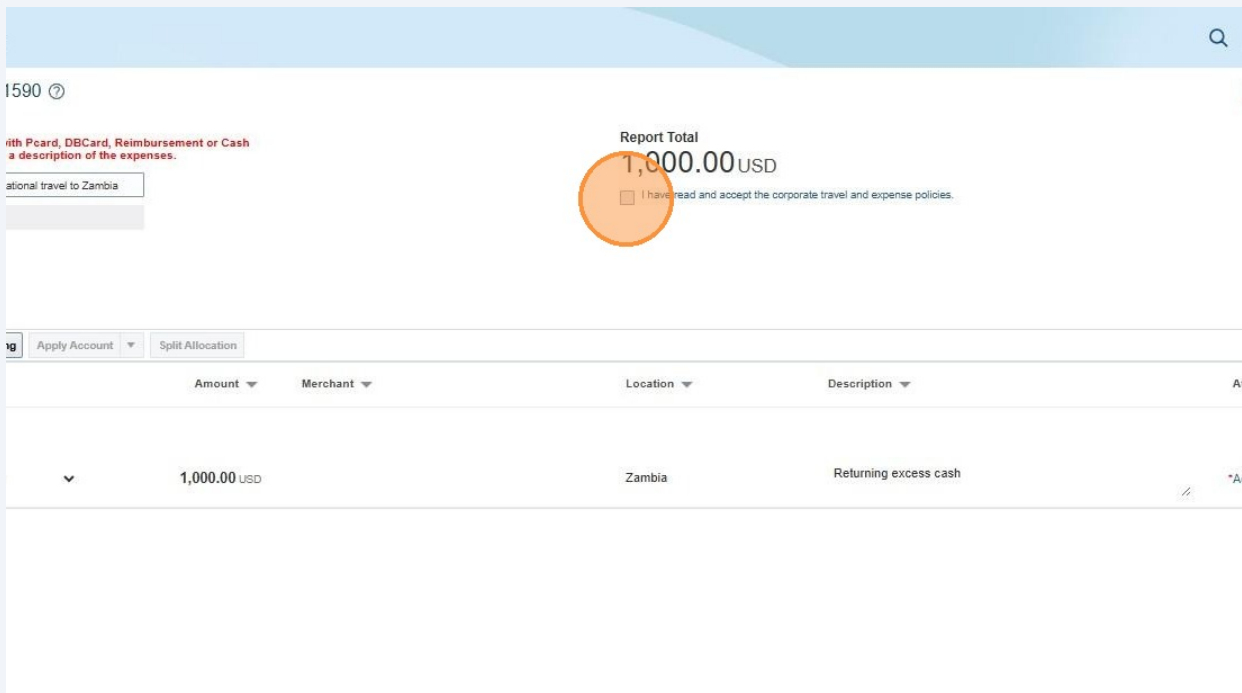 1590
with Pcard, DBCard, Reimbursement or Cash
a description of the expenses.
ational travel to Zambia
Report Total
1,000.00 USD
I have read and accept the corporate travel and expense policies.
Apply Account Split Allocation
Amount Merchant Location Description
1,000.00 USD Zambia Returning excess cash